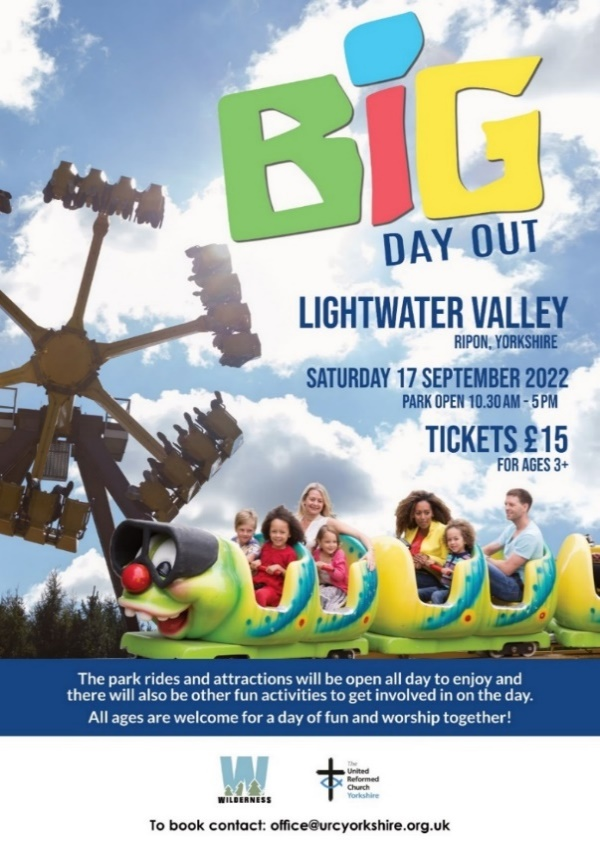 BiG
DAY OUT
LIGHTWATER VALLEY
RIPON, YORKSHIRE
SATURDAY 17 SEPTEMBER 2022
PARK OPEN 10.30AM - 5PM
TICKETS £15
FOR AGES 3+
The park rides and attractions will be open all day to enjoy and
there will also be other fun activities to get involved in on the day.
All ages are welcome for a day of fun and worship together!
W
WILDERNESS
The
United
Reformed
Church
Yorkshire
To book contact: office@urcyorkshire.org.uk